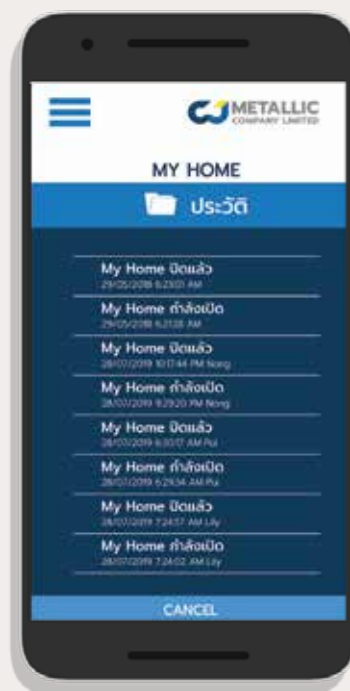 CJ METALLIC
COMPANY LIMITED
MY HOME
ประวัติ
My Home ปิดแล้ว
29/05/2018 6:23:01 AM
My Home กำลังเปิด
29/05/2018 6:21:28 AM
My Home ปิดแล้ว
28/07/2019 10:17:44 PM Nong
My Home กำลังเปิด
28/07/2019 9:29:20 PM Nong
My Home ปิดแล้ว
28/07/2019 6:30:17 AM Pui
My Home กำลังเปิด
28/07/2019 6:29:34 AM Pui
My Home ปิดแล้ว
28/07/2019 7:24:17 AM Lily
My Home กำลังเปิด
28/07/2019 7:24:02 AM Lily
CANCEL